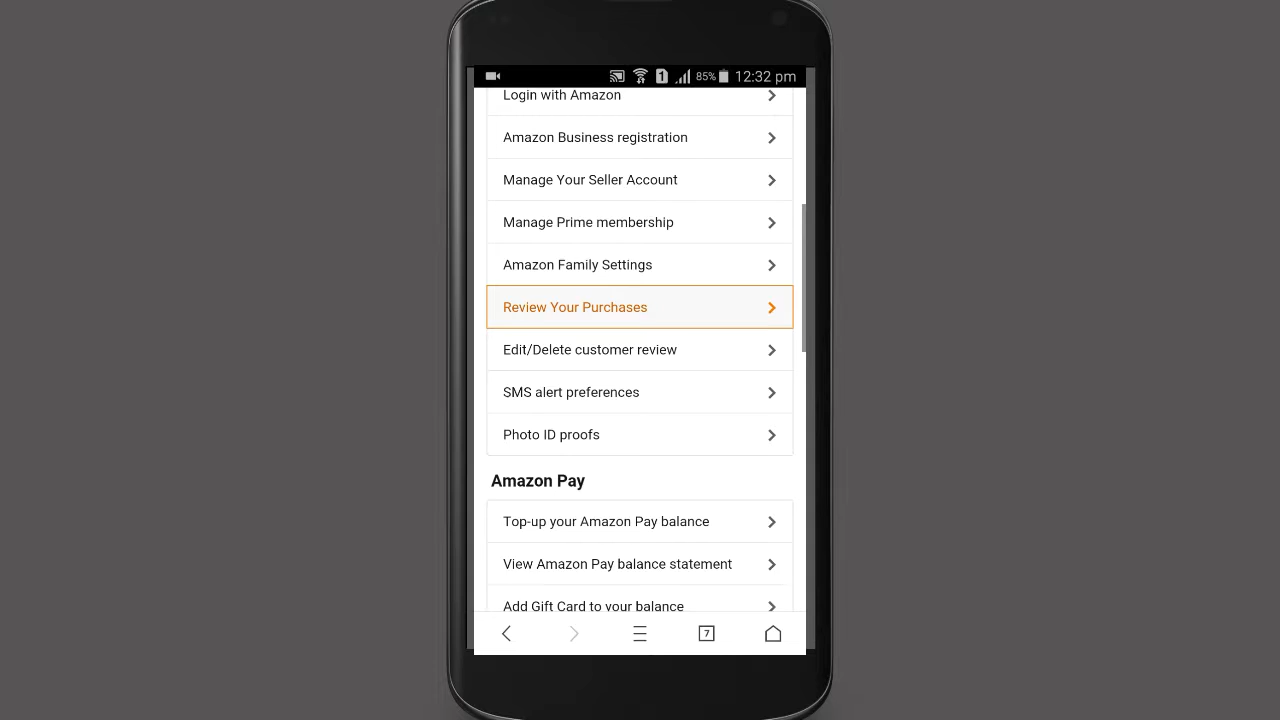 1 85% 12:32 pm
Login with Amazon
Amazon Business registration
Manage Your Seller Account
Manage Prime membership
Amazon Family Settings
Review Your Purchases
Edit/Delete customer review
SMS alert preferences
Photo ID proofs
Amazon Pay
Top-up your Amazon Pay balance
View Amazon Pay balance statement
Add Gift Card to your balance
7